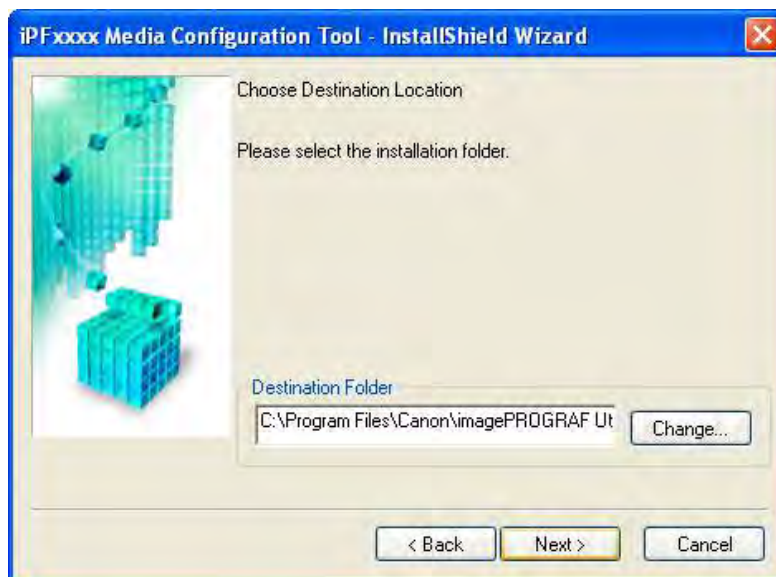 iPFxxxx Media Configuration Tool - InstallShield Wizard
Choose Destination Location
Please select the installation folder.
Destination Folder
C:\Program Files\Canon\imagePROGRAF Ut
Change...
< Back
Next >
Cancel